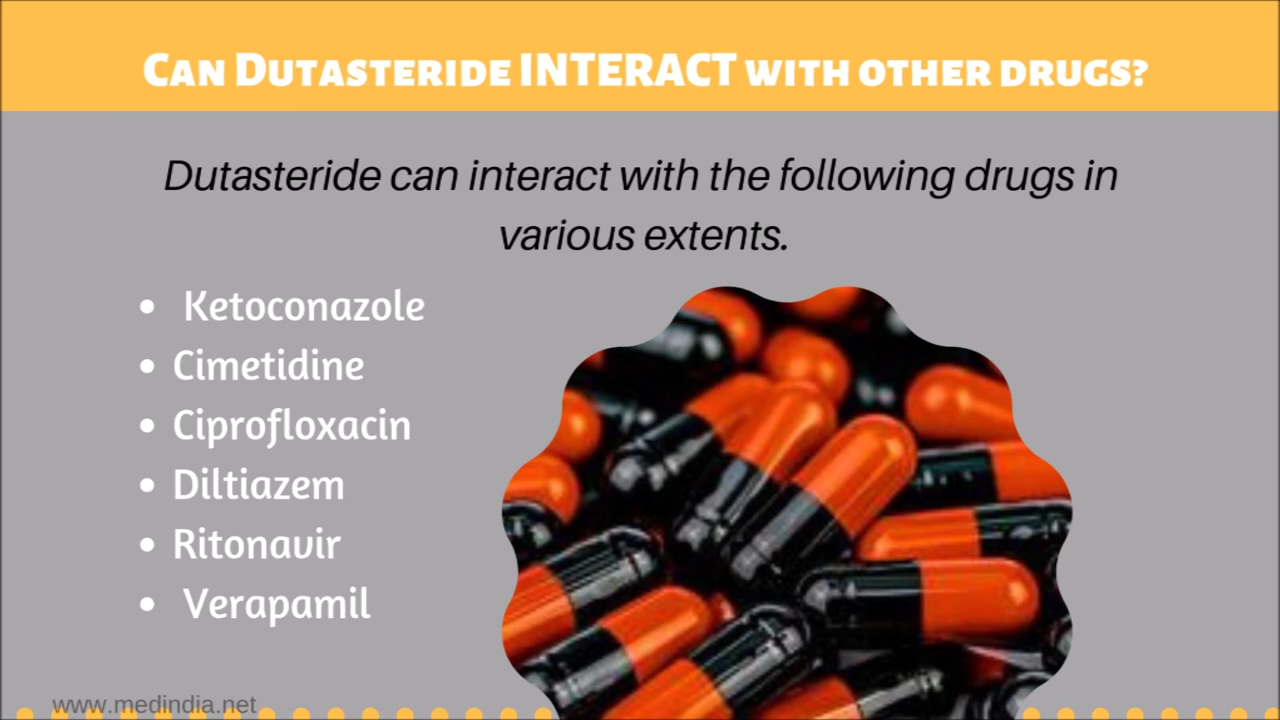 Can Dutasteride INTERACT with other drugs?
Dutasteride can interact with the following drugs in
various extents.
• Ketoconazole
• Cimetidine
• Ciprofloxacin
• Diltiazem
• Ritonavir
• Verapamil
www.medindia.net